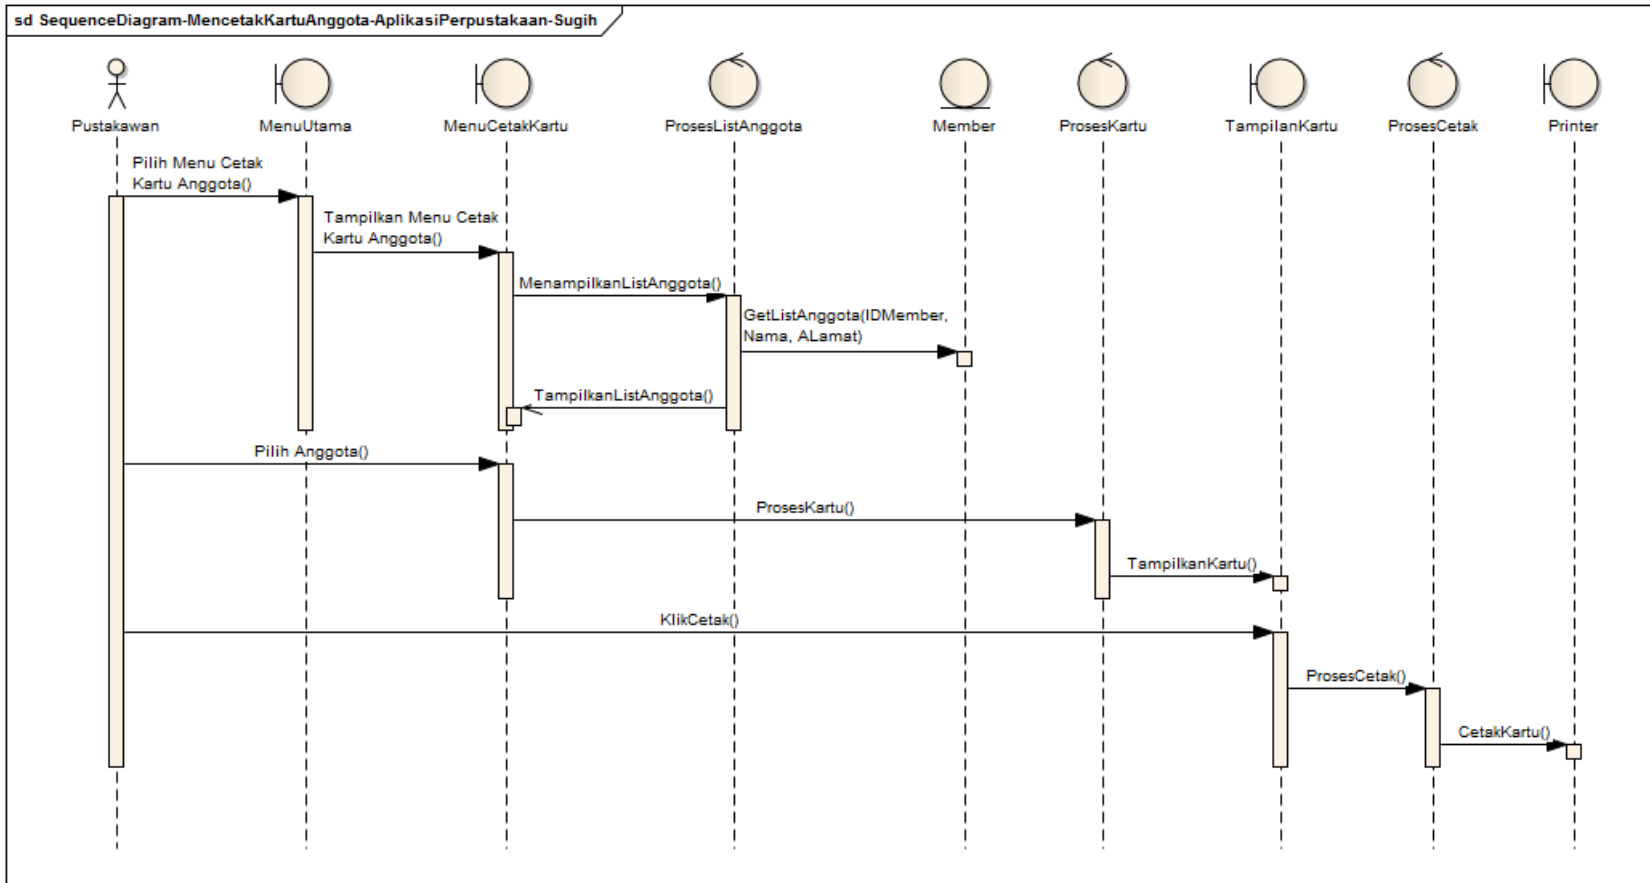 sd SequenceDiagram-MencetakKartuAnggota-AplikasiPerpustakaan-Sugih
Pustakawan
MenuUtama
MenuCetakKartu
ProsesListAnggota
Member
ProsesKartu
TampilanKartu
ProsesCetak
Printer
Pilih Menu Cetak
Kartu Anggota()
Tampilkan Menu Cetak
Kartu Anggota()
MenampilkanListAnggota()
GetListAnggota(IDMember,
Nama, ALamat)
TampilkanListAnggota()
Pilih Anggota()
ProsesKartu()
TampilkanKartu()
KlikCetak()
ProsesCetak()
CetakKartu()